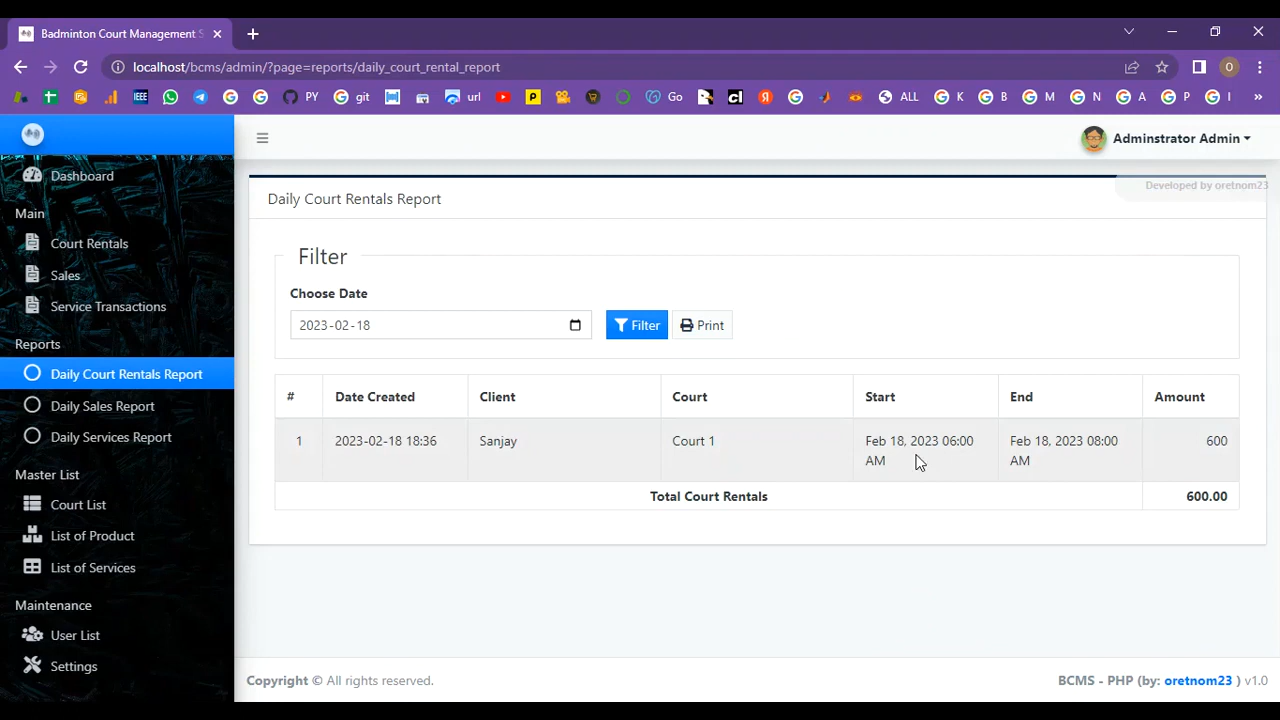 Badminton Court Management S
localhost/bcms/admin/?page=reports/daily_court_rental_report
O
IEEE
PY
git
url
P
Go
cl
Я
ALL
K
B
M
N
A
P
I
Adminstrator Admin
Developed by oretnom23
Dashboard
Main
Court Rentals
Sales
Service Transactions
Reports
Daily Court Rentals Report
Daily Sales Report
Daily Services Report
Master List
Court List
List of Product
List of Services
Maintenance
User List
Settings
Daily Court Rentals Report
Filter
Choose Date
2023-02-18
Filter
Print
# Date Created Client Court Start End Amount
1 2023-02-18 18:36 Sanjay Court 1 Feb 18, 2023 06:00 AM Feb 18, 2023 08:00 AM 600
Total Court Rentals 600.00
Copyright © All rights reserved.
BCMS - PHP (by: oretnom23 ) v1.0